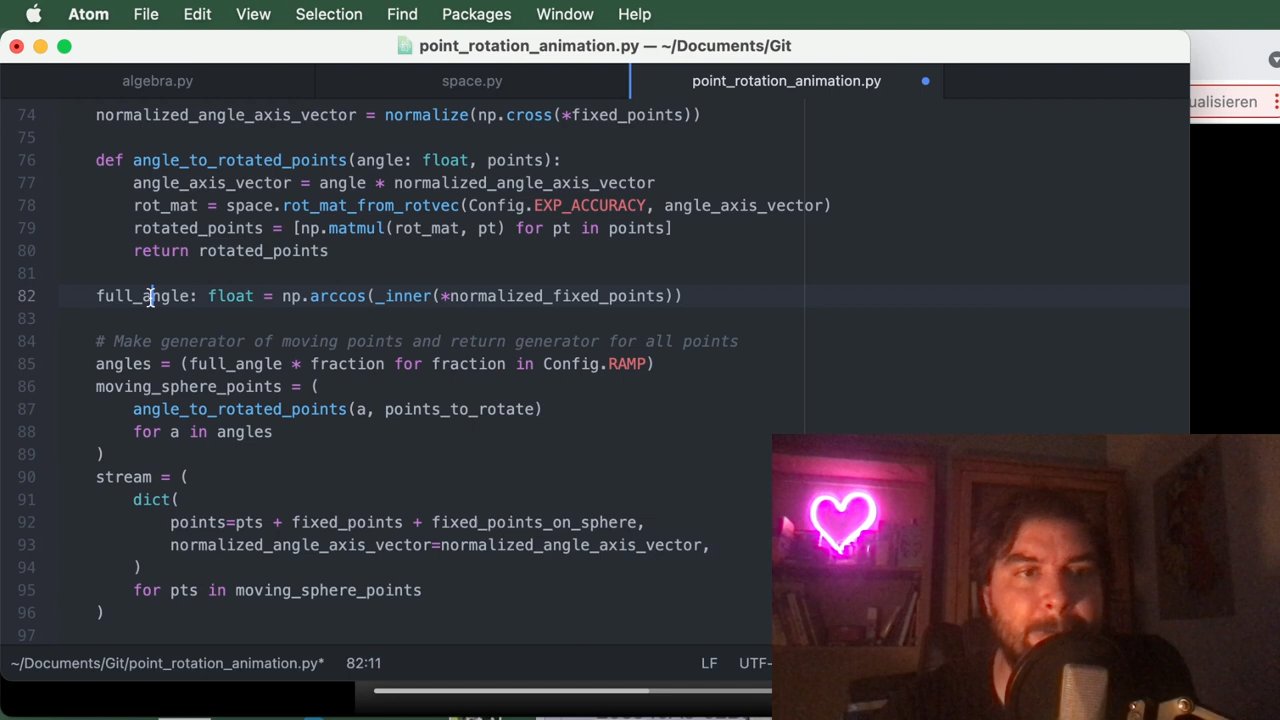 Atom File Edit View Selection Find Packages Window Help
point_rotation_animation.py — ~/Documents/Git
algebra.py space.py point_rotation_animation.py
ualisieren
74 normalized_angle_axis_vector = normalize(np.cross(*fixed_points))
75
76 def angle_to_rotated_points(angle: float, points):
77 angle_axis_vector = angle * normalized_angle_axis_vector
78 rot_mat = space.rot_mat_from_rotvec(Config.EXP_ACCURACY, angle_axis_vector)
79 rotated_points = [np.matmul(rot_mat, pt) for pt in points]
80 return rotated_points
81
82 full_angle: float = np.arccos(_inner(*normalized_fixed_points))
83
84 # Make generator of moving points and return generator for all points
85 angles = (full_angle * fraction for fraction in Config.RAMP)
86 moving_sphere_points = (
87 angle_to_rotated_points(a, points_to_rotate)
88 for a in angles
89 )
90 stream = (
91 dict(
92 points=pts + fixed_points + fixed_points_on_sphere,
93 normalized_angle_axis_vector=normalized_angle_axis_vector,
94 )
95 for pts in moving_sphere_points
96 )
97
~/Documents/Git/point_rotation_animation.py* 82:11 LF UTF-